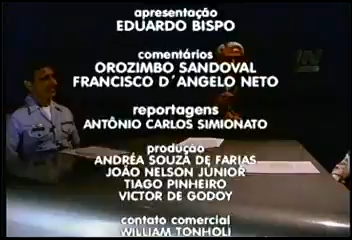 apresentação
EDUARDO BISPO
comentários
OROZIMBO SANDOVAL
FRANCISCO D´ANGELO NETO
reportagens
ANTÔNIO CARLOS SIMIONATO
produção
ANDRÉA SOUZA DE FARIAS
JOÃO NELSON JÚNIOR
TIAGO PINHEIRO
VICTOR DE GODOY
contato comercial
WILLIAM TONHOLI